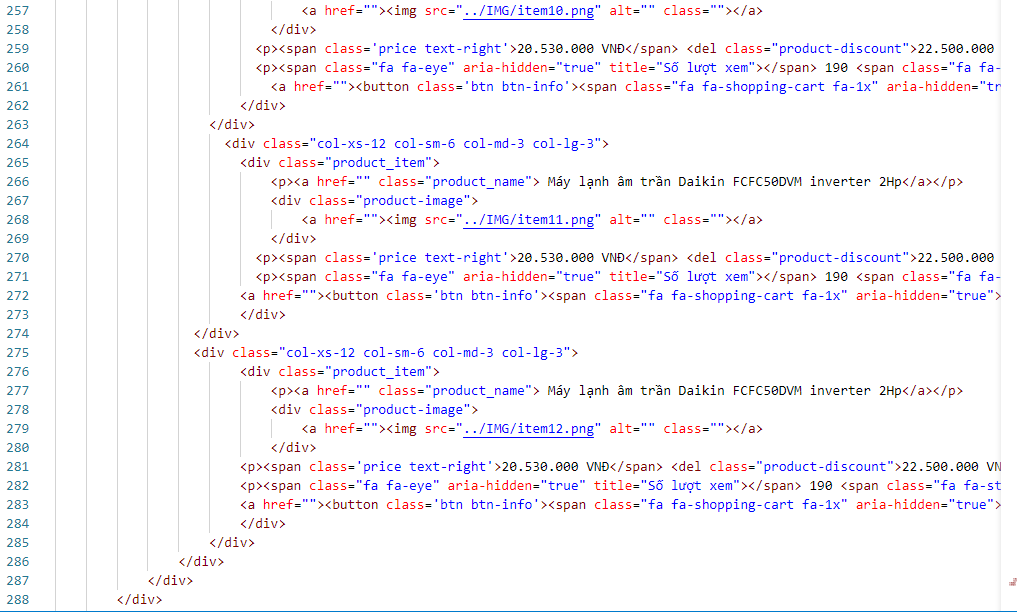 257 <a href=""><img src="../IMG/item10.png" alt="" class=""></a>
258 </div>
259 <p><span class='price text-right'>20.530.000 VNĐ</span> <del class="product-discount">22.500.000
260 <p><span class="fa fa-eye" aria-hidden="true" title="Số lượt xem"></span> 190 <span class="fa fa-
261 <a href=""><button class='btn btn-info'><span class="fa fa-shopping-cart fa-1x" aria-hidden="tr
262 </div>
263 </div>
264 <div class="col-xs-12 col-sm-6 col-md-3 col-lg-3">
265 <div class="product_item">
266 <p><a href="" class="product_name"> Máy lạnh âm trần Daikin FCFC50DVM inverter 2Hp</a></p>
267 <div class="product-image">
268 <a href=""><img src="../IMG/item11.png" alt="" class=""></a>
269 </div>
270 <p><span class='price text-right'>20.530.000 VNĐ</span> <del class="product-discount">22.500.000
271 <p><span class="fa fa-eye" aria-hidden="true" title="Số lượt xem"></span> 190 <span class="fa fa-
272 <a href=""><button class='btn btn-info'><span class="fa fa-shopping-cart fa-1x" aria-hidden="true">
273 </div>
274 </div>
275 <div class="col-xs-12 col-sm-6 col-md-3 col-lg-3">
276 <div class="product_item">
277 <p><a href="" class="product_name"> Máy lạnh âm trần Daikin FCFC50DVM inverter 2Hp</a></p>
278 <div class="product-image">
279 <a href=""><img src="../IMG/item12.png" alt="" class=""></a>
280 </div>
281 <p><span class='price text-right'>20.530.000 VNĐ</span> <del class="product-discount">22.500.000 VN
282 <p><span class="fa fa-eye" aria-hidden="true" title="Số lượt xem"></span> 190 <span class="fa fa-st
283 <a href=""><button class='btn btn-info'><span class="fa fa-shopping-cart fa-1x" aria-hidden="true">
284 </div>
285 </div>
286 </div>
287 </div>
288 </div>